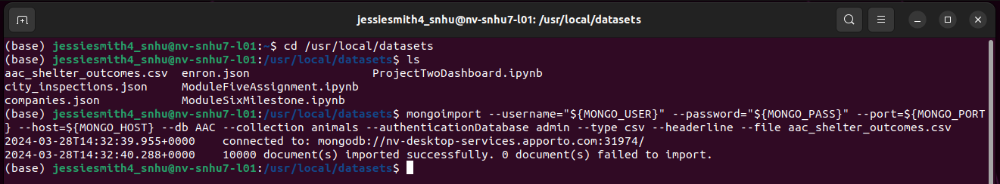 jessiesmith4_snhu@nv-snhu7-l01: /usr/local/datasets
(base) jessiesmith4_snhu@nv-snhu7-l01:~$ cd /usr/local/datasets
(base) jessiesmith4_snhu@nv-snhu7-l01:/usr/local/datasets$ ls
aac_shelter_outcomes.csv  enron.json                 ProjectTwoDashboard.ipynb
city_inspections.json     ModuleFiveAssignment.ipynb
companies.json            ModuleSixMilestone.ipynb
(base) jessiesmith4_snhu@nv-snhu7-l01:/usr/local/datasets$ mongoimport --username="${MONGO_USER}" --password="${MONGO_PASS}" --port=${MONGO_PORT
} --host=${MONGO_HOST} --db AAC --collection animals --authenticationDatabase admin --type csv --headerline --file aac_shelter_outcomes.csv
2024-03-28T14:32:39.955+0000    connected to: mongodb://nv-desktop-services.apporto.com:31974/
2024-03-28T14:32:40.288+0000    10000 document(s) imported successfully. 0 document(s) failed to import.
(base) jessiesmith4_snhu@nv-snhu7-l01:/usr/local/datasets$